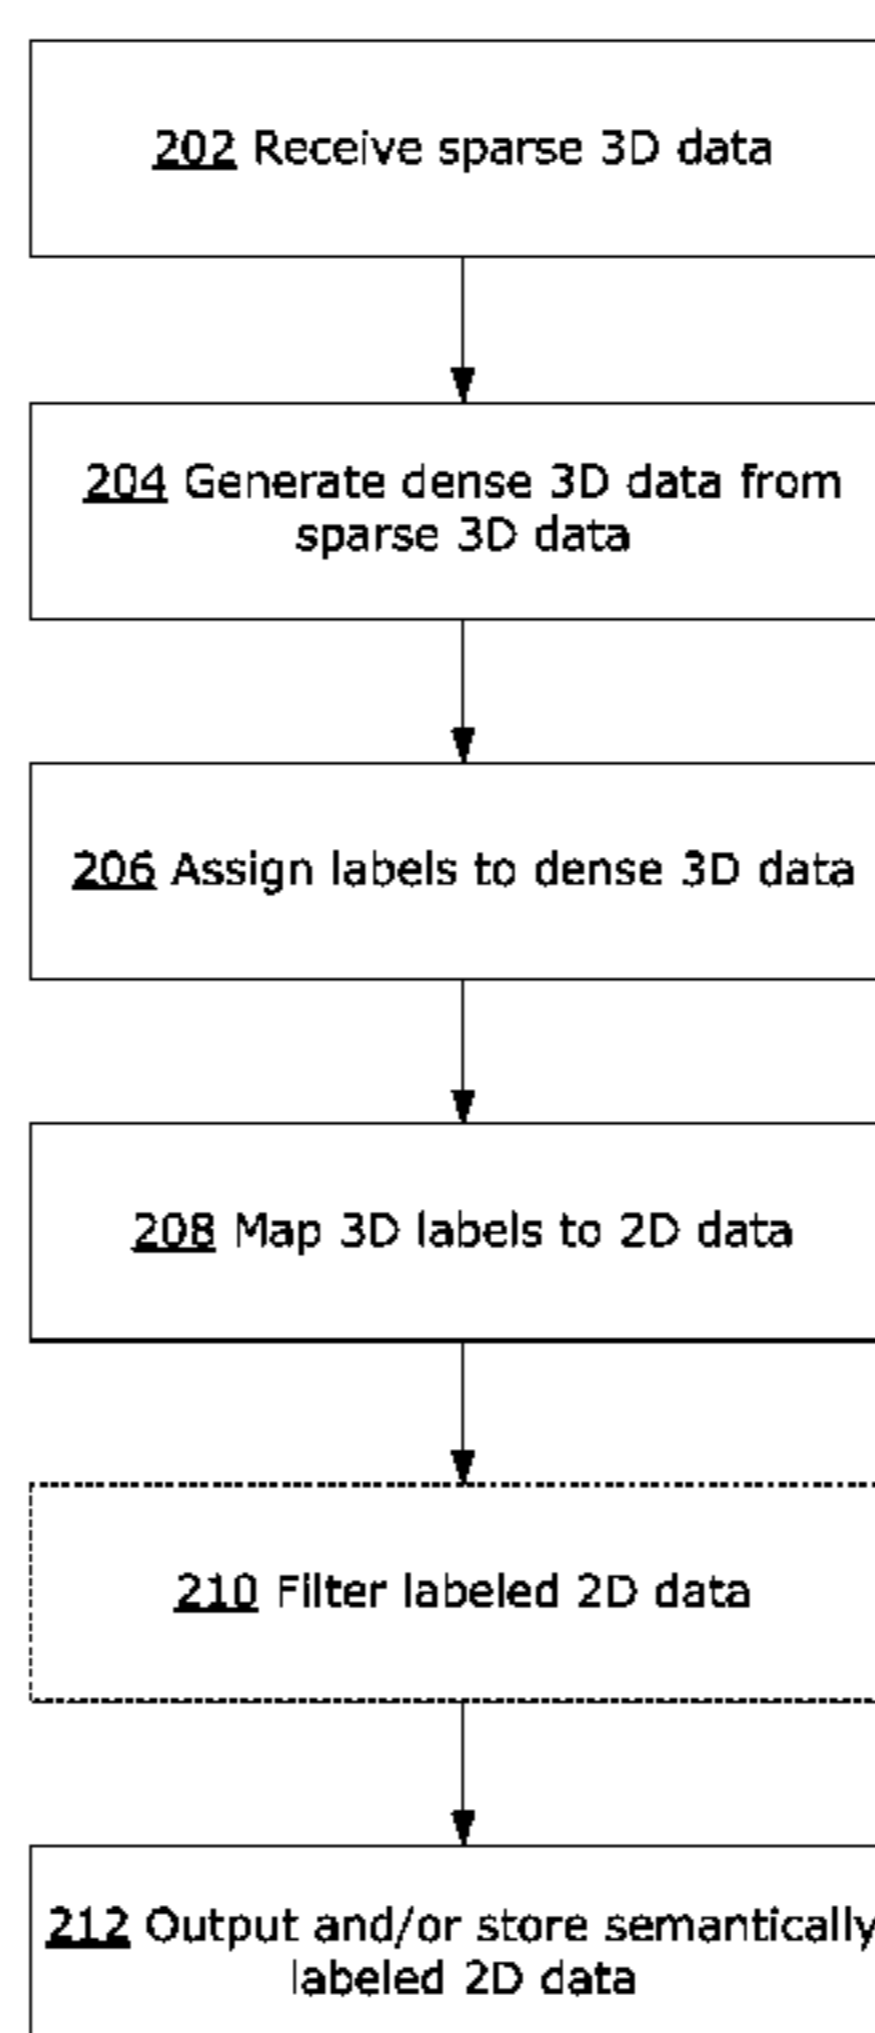 202 Receive sparse 3D data
204 Generate dense 3D data from
sparse 3D data
206 Assign labels to dense 3D data
208 Map 3D labels to 2D data
210 Filter labeled 2D data
212 Output and/or store semantically
labeled 2D data